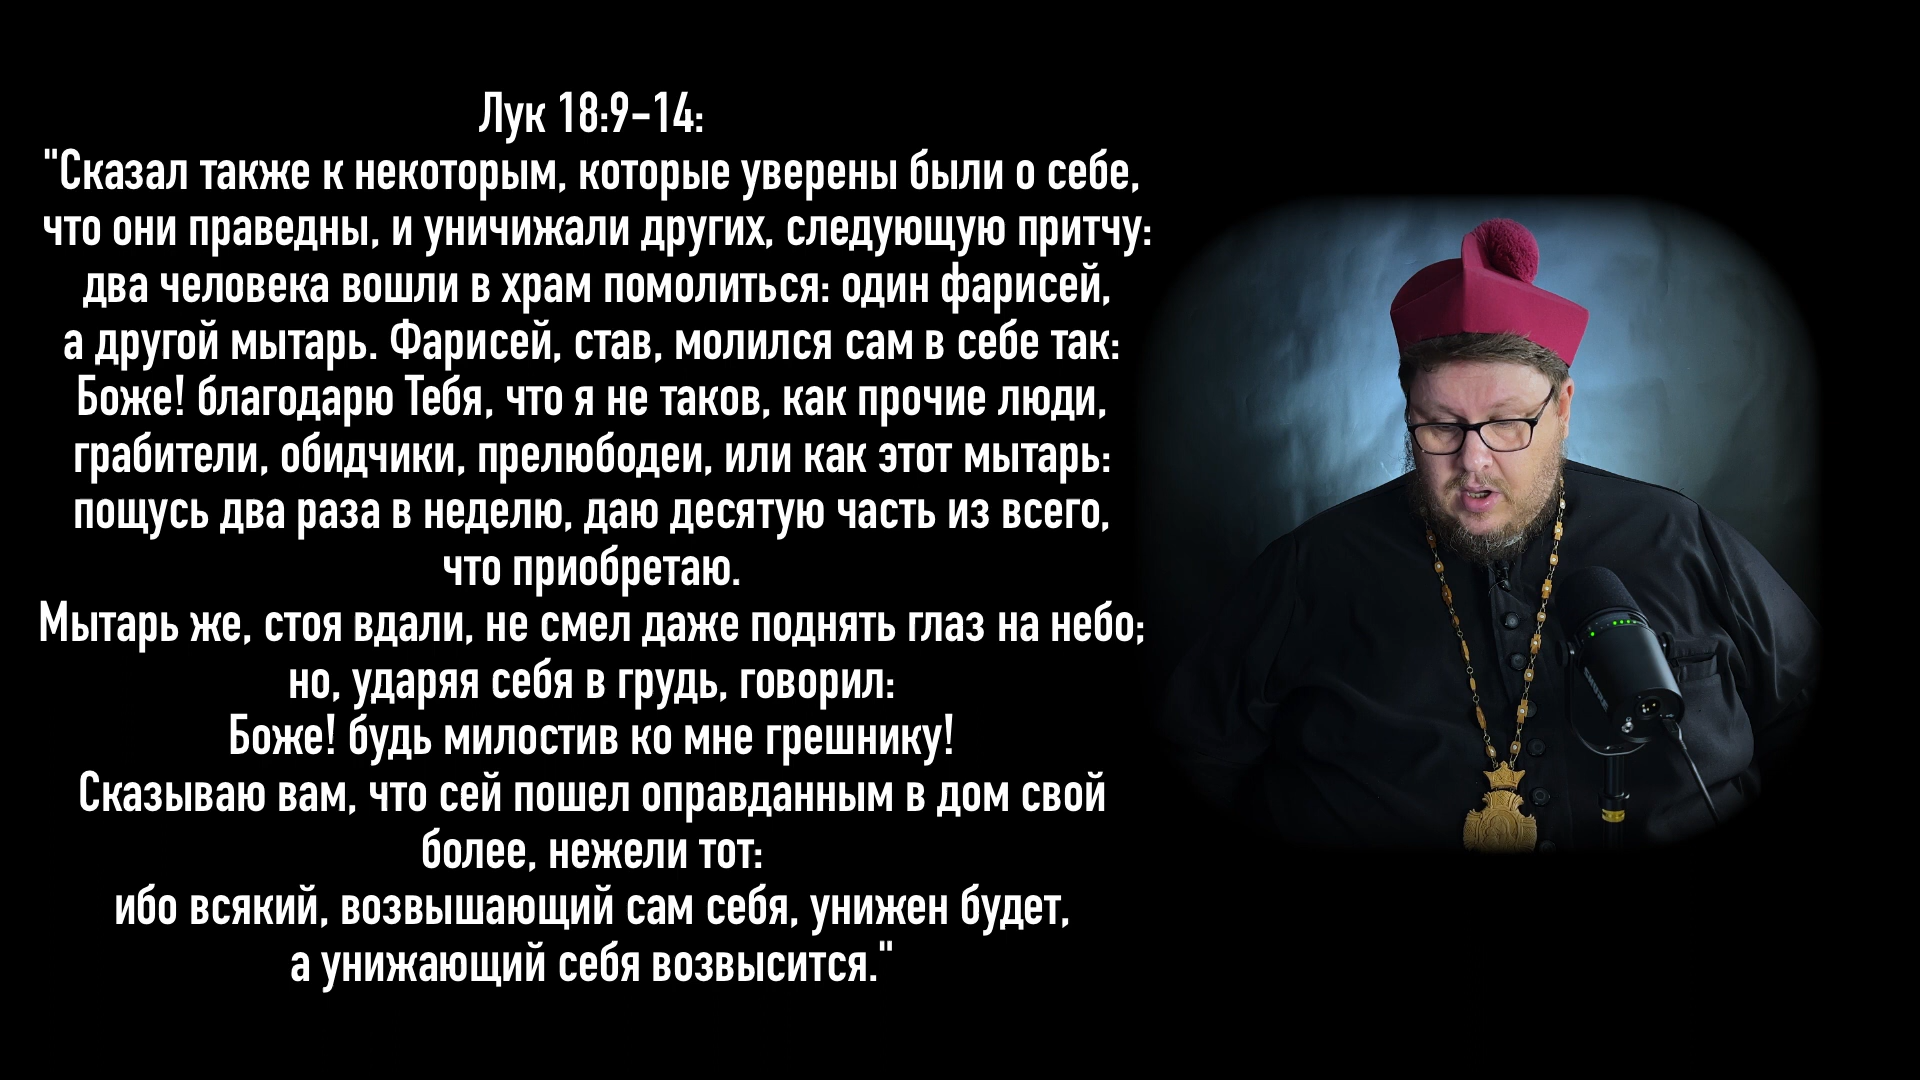 Лук 18:9–14:
"Сказал также к некоторым, которые уверены были о себе,
что они праведны, и уничижали других, следующую притчу:
два человека вошли в храм помолиться: один фарисей,
а другой мытарь. Фарисей, став, молился сам в себе так:
Боже! благодарю Тебя, что я не таков, как прочие люди,
грабители, обидчики, прелюбодеи, или как этот мытарь:
пощусь два раза в неделю, даю десятую часть из всего,
что приобретаю.
Мытарь же, стоя вдали, не смел даже поднять глаз на небо;
но, ударяя себя в грудь, говорил:
Боже! будь милостив ко мне грешнику!
Сказываю вам, что сей пошел оправданным в дом свой
более, нежели тот:
ибо всякий, возвышающий сам себя, унижен будет,
а унижающий себя возвысится."
SHURE